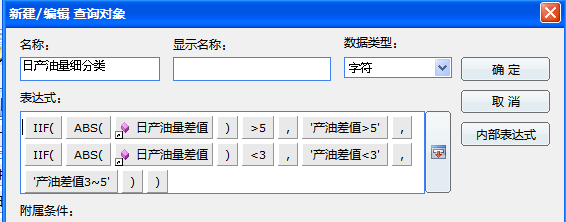 新建/编辑 查询对象
名称: 显示名称: 数据类型:
日产油量细分类 字符 确 定
表达式: 取 消
IIF( ABS( 日产油量差值 ) >5 , '产油差值>5' , 内部表达式
IIF( ABS( 日产油量差值 ) <3 , '产油差值<3' ,
'产油差值3~5' ) )
附属条件: